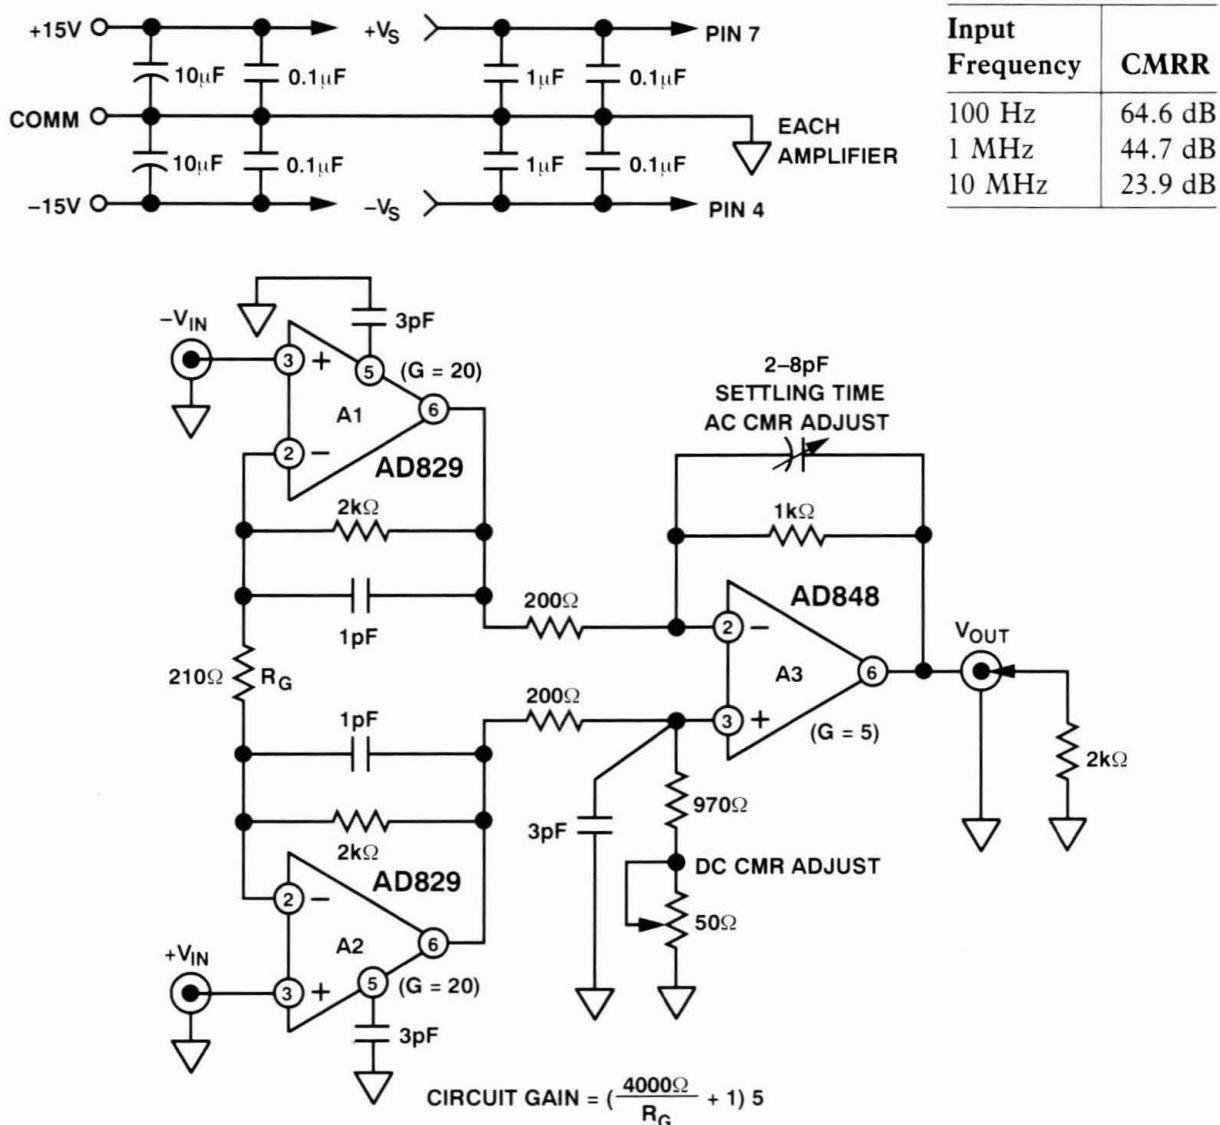 +15V
+VS
PIN 7
10μF
0.1μF
1μF
0.1μF
COMM
EACH
AMPLIFIER
10μF
0.1μF
1μF
0.1μF
–15V
–VS
PIN 4
Input
Frequency
CMRR
100 Hz
64.6 dB
1 MHz
44.7 dB
10 MHz
23.9 dB
–VIN
3pF
3
+
5
(G = 20)
A1
6
2
–
AD829
2kΩ
1pF
210Ω
RG
1pF
2kΩ
AD829
2
–
A2
6
+VIN
3
+
5
(G = 20)
3pF
2–8pF
SETTLING TIME
AC CMR ADJUST
1kΩ
AD848
200Ω
2
–
A3
6
VOUT
200Ω
3
+
(G = 5)
2kΩ
970Ω
3pF
DC CMR ADJUST
50Ω
CIRCUIT GAIN = (4000Ω/RG + 1) 5